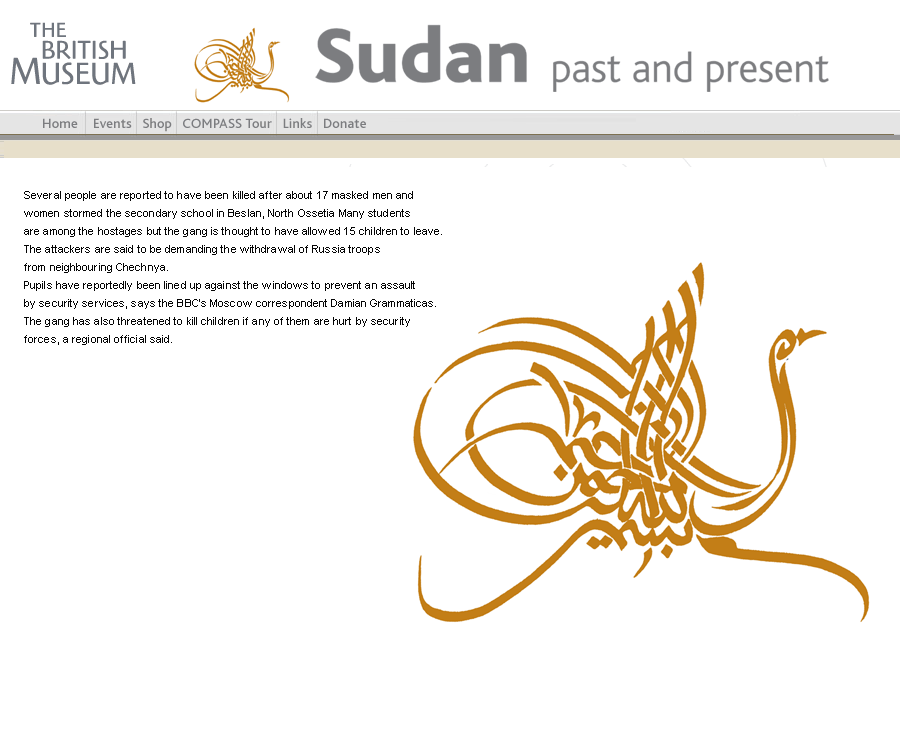 THE
BRITISH
MUSEUM
Sudan past and present
Home Events Shop COMPASS Tour Links Donate
Several people are reported to have been killed after about 17 masked men and
women stormed the secondary school in Beslan, North Ossetia Many students
are among the hostages but the gang is thought to have allowed 15 children to leave.
The attackers are said to be demanding the withdrawal of Russia troops
from neighbouring Chechnya.
Pupils have reportedly been lined up against the windows to prevent an assault
by security services, says the BBC's Moscow correspondent Damian Grammaticas.
The gang has also threatened to kill children if any of them are hurt by security
forces, a regional official said.